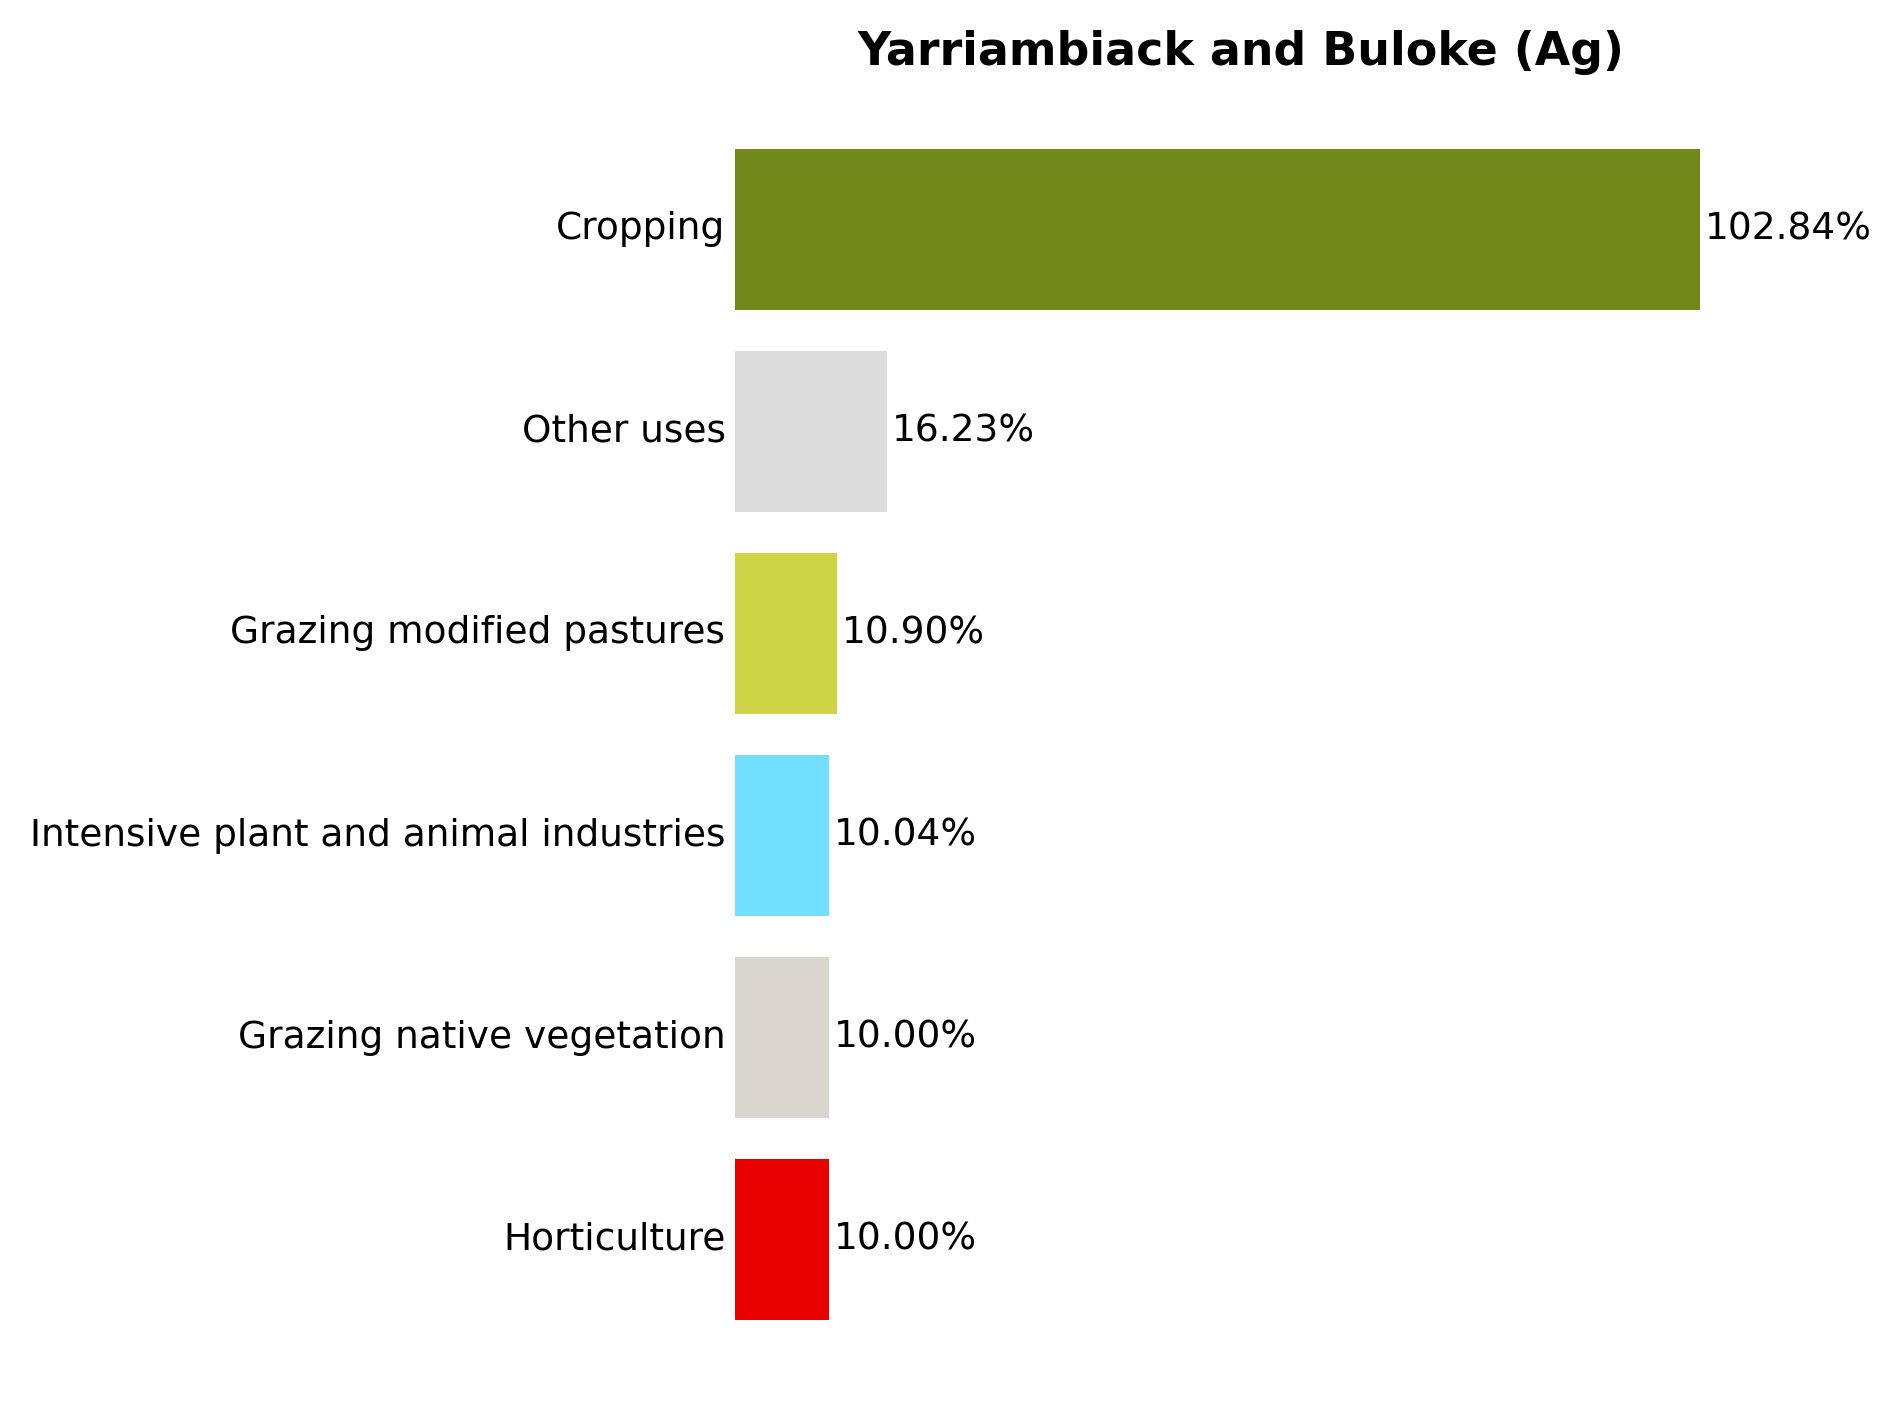 Yarriambiack and Buloke (Ag)
Cropping 102.84%
Other uses 16.23%
Grazing modified pastures 10.90%
Intensive plant and animal industries 10.04%
Grazing native vegetation 10.00%
Horticulture 10.00%